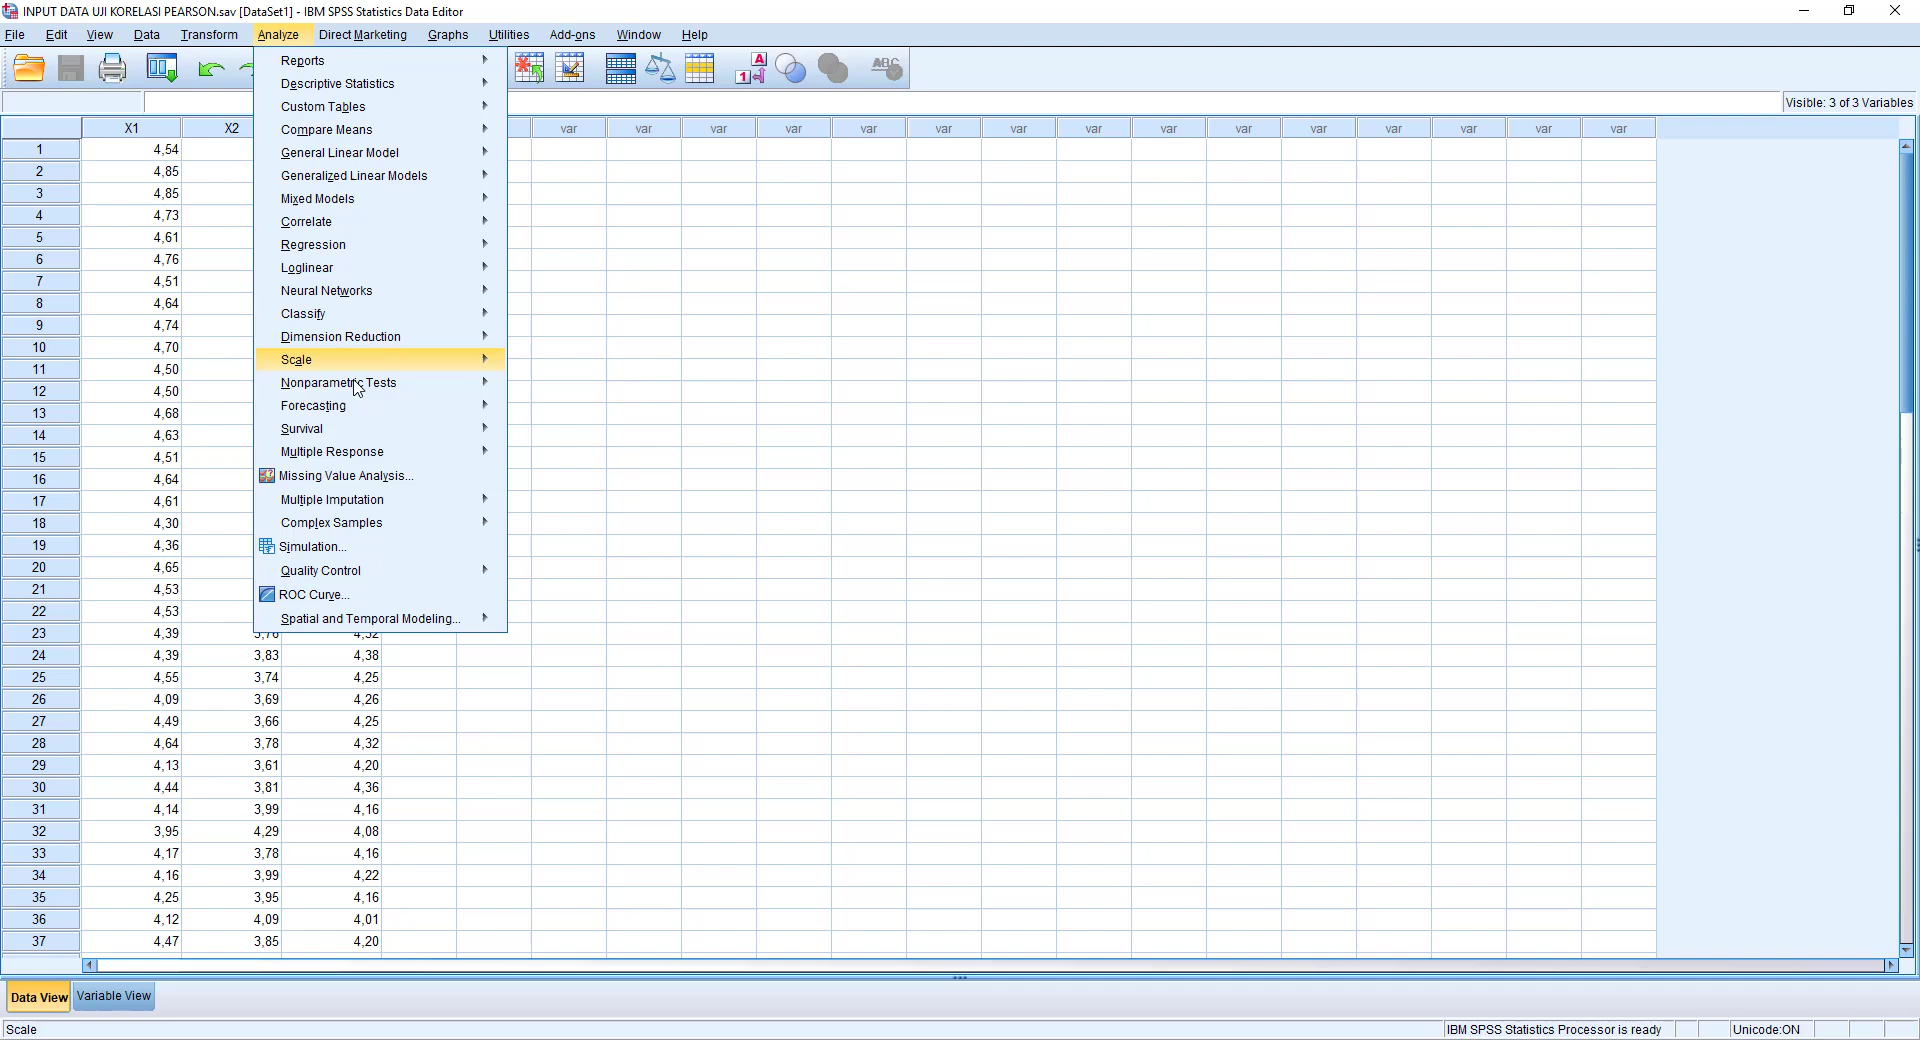 INPUT DATA UJI KORELASI PEARSON.sav [DataSet1] - IBM SPSS Statistics Data Editor
File Edit View Data Transform Analyze Direct Marketing Graphs Utilities Add-ons Window Help
Visible: 3 of 3 Variables
Reports
Descriptive Statistics
Custom Tables
Compare Means
General Linear Model
Generalized Linear Models
Mixed Models
Correlate
Regression
Loglinear
Neural Networks
Classify
Dimension Reduction
Scale
Nonparametric Tests
Forecasting
Survival
Multiple Response
Missing Value Analysis...
Multiple Imputation
Complex Samples
Simulation...
Quality Control
ROC Curve...
Spatial and Temporal Modeling...
X1 X2 var var var var var var var var var var var var var var var
1 4,54
2 4,85
3 4,85
4 4,73
5 4,61
6 4,76
7 4,51
8 4,64
9 4,74
10 4,70
11 4,50
12 4,50
13 4,68
14 4,63
15 4,51
16 4,64
17 4,61
18 4,30
19 4,36
20 4,65
21 4,53
22 4,53
23 4,39
24 4,39 3,83 4,38
25 4,55 3,74 4,25
26 4,09 3,69 4,26
27 4,49 3,66 4,25
28 4,64 3,78 4,32
29 4,13 3,61 4,20
30 4,44 3,81 4,36
31 4,14 3,99 4,16
32 3,95 4,29 4,08
33 4,17 3,78 4,16
34 4,16 3,99 4,22
35 4,25 3,95 4,16
36 4,12 4,09 4,01
37 4,47 3,85 4,20
Data View Variable View
Scale IBM SPSS Statistics Processor is ready Unicode:ON